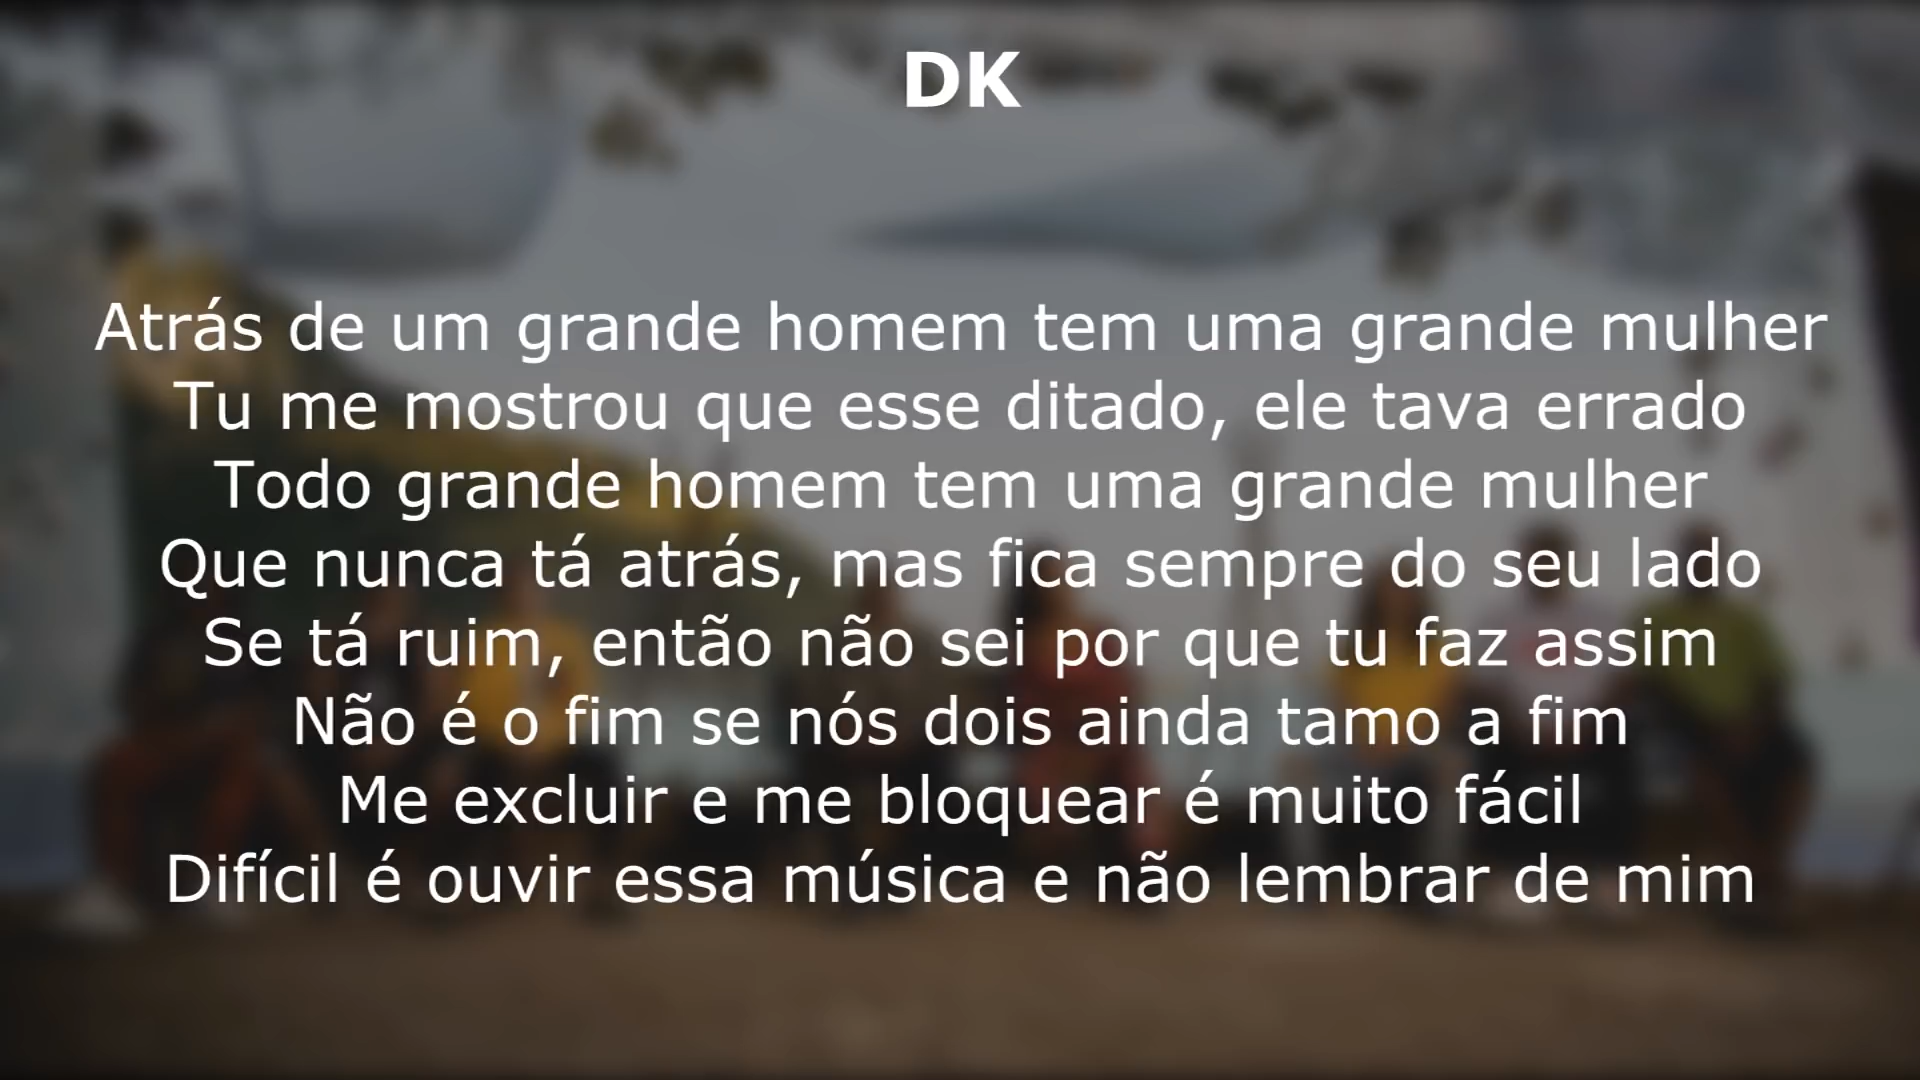 DK
Atrás de um grande homem tem uma grande mulher
Tu me mostrou que esse ditado, ele tava errado
Todo grande homem tem uma grande mulher
Que nunca tá atrás, mas fica sempre do seu lado
Se tá ruim, então não sei por que tu faz assim
Não é o fim se nós dois ainda tamo a fim
Me excluir e me bloquear é muito fácil
Difícil é ouvir essa música e não lembrar de mim